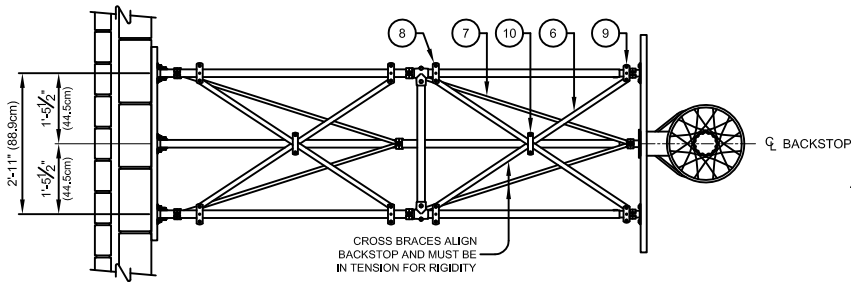 8
7
10
6
9
2'-11" (88.9cm)
1'-5½"
(44.5cm)
1'-5½"
(44.5cm)
℄ BACKSTOP
CROSS BRACES ALIGN
BACKSTOP AND MUST BE
IN TENSION FOR RIGIDITY